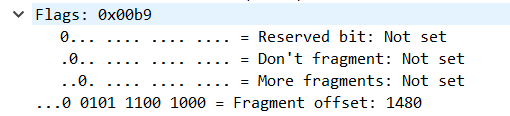 Flags: 0x00b9
0... .... .... .... = Reserved bit: Not set
.0.. .... .... .... = Don't fragment: Not set
..0. .... .... .... = More fragments: Not set
...0 0101 1100 1000 = Fragment offset: 1480